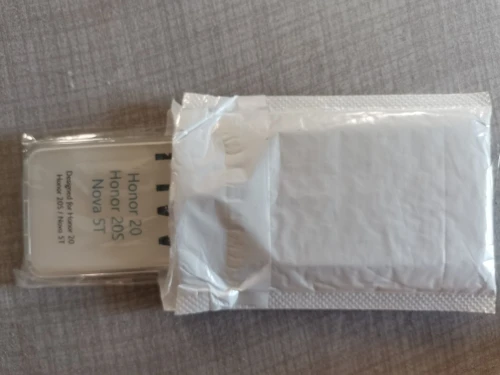 Honor 20
Honor 20S
Nova 5T
Designed for Honor 20
Honor 20S / Nova 5T